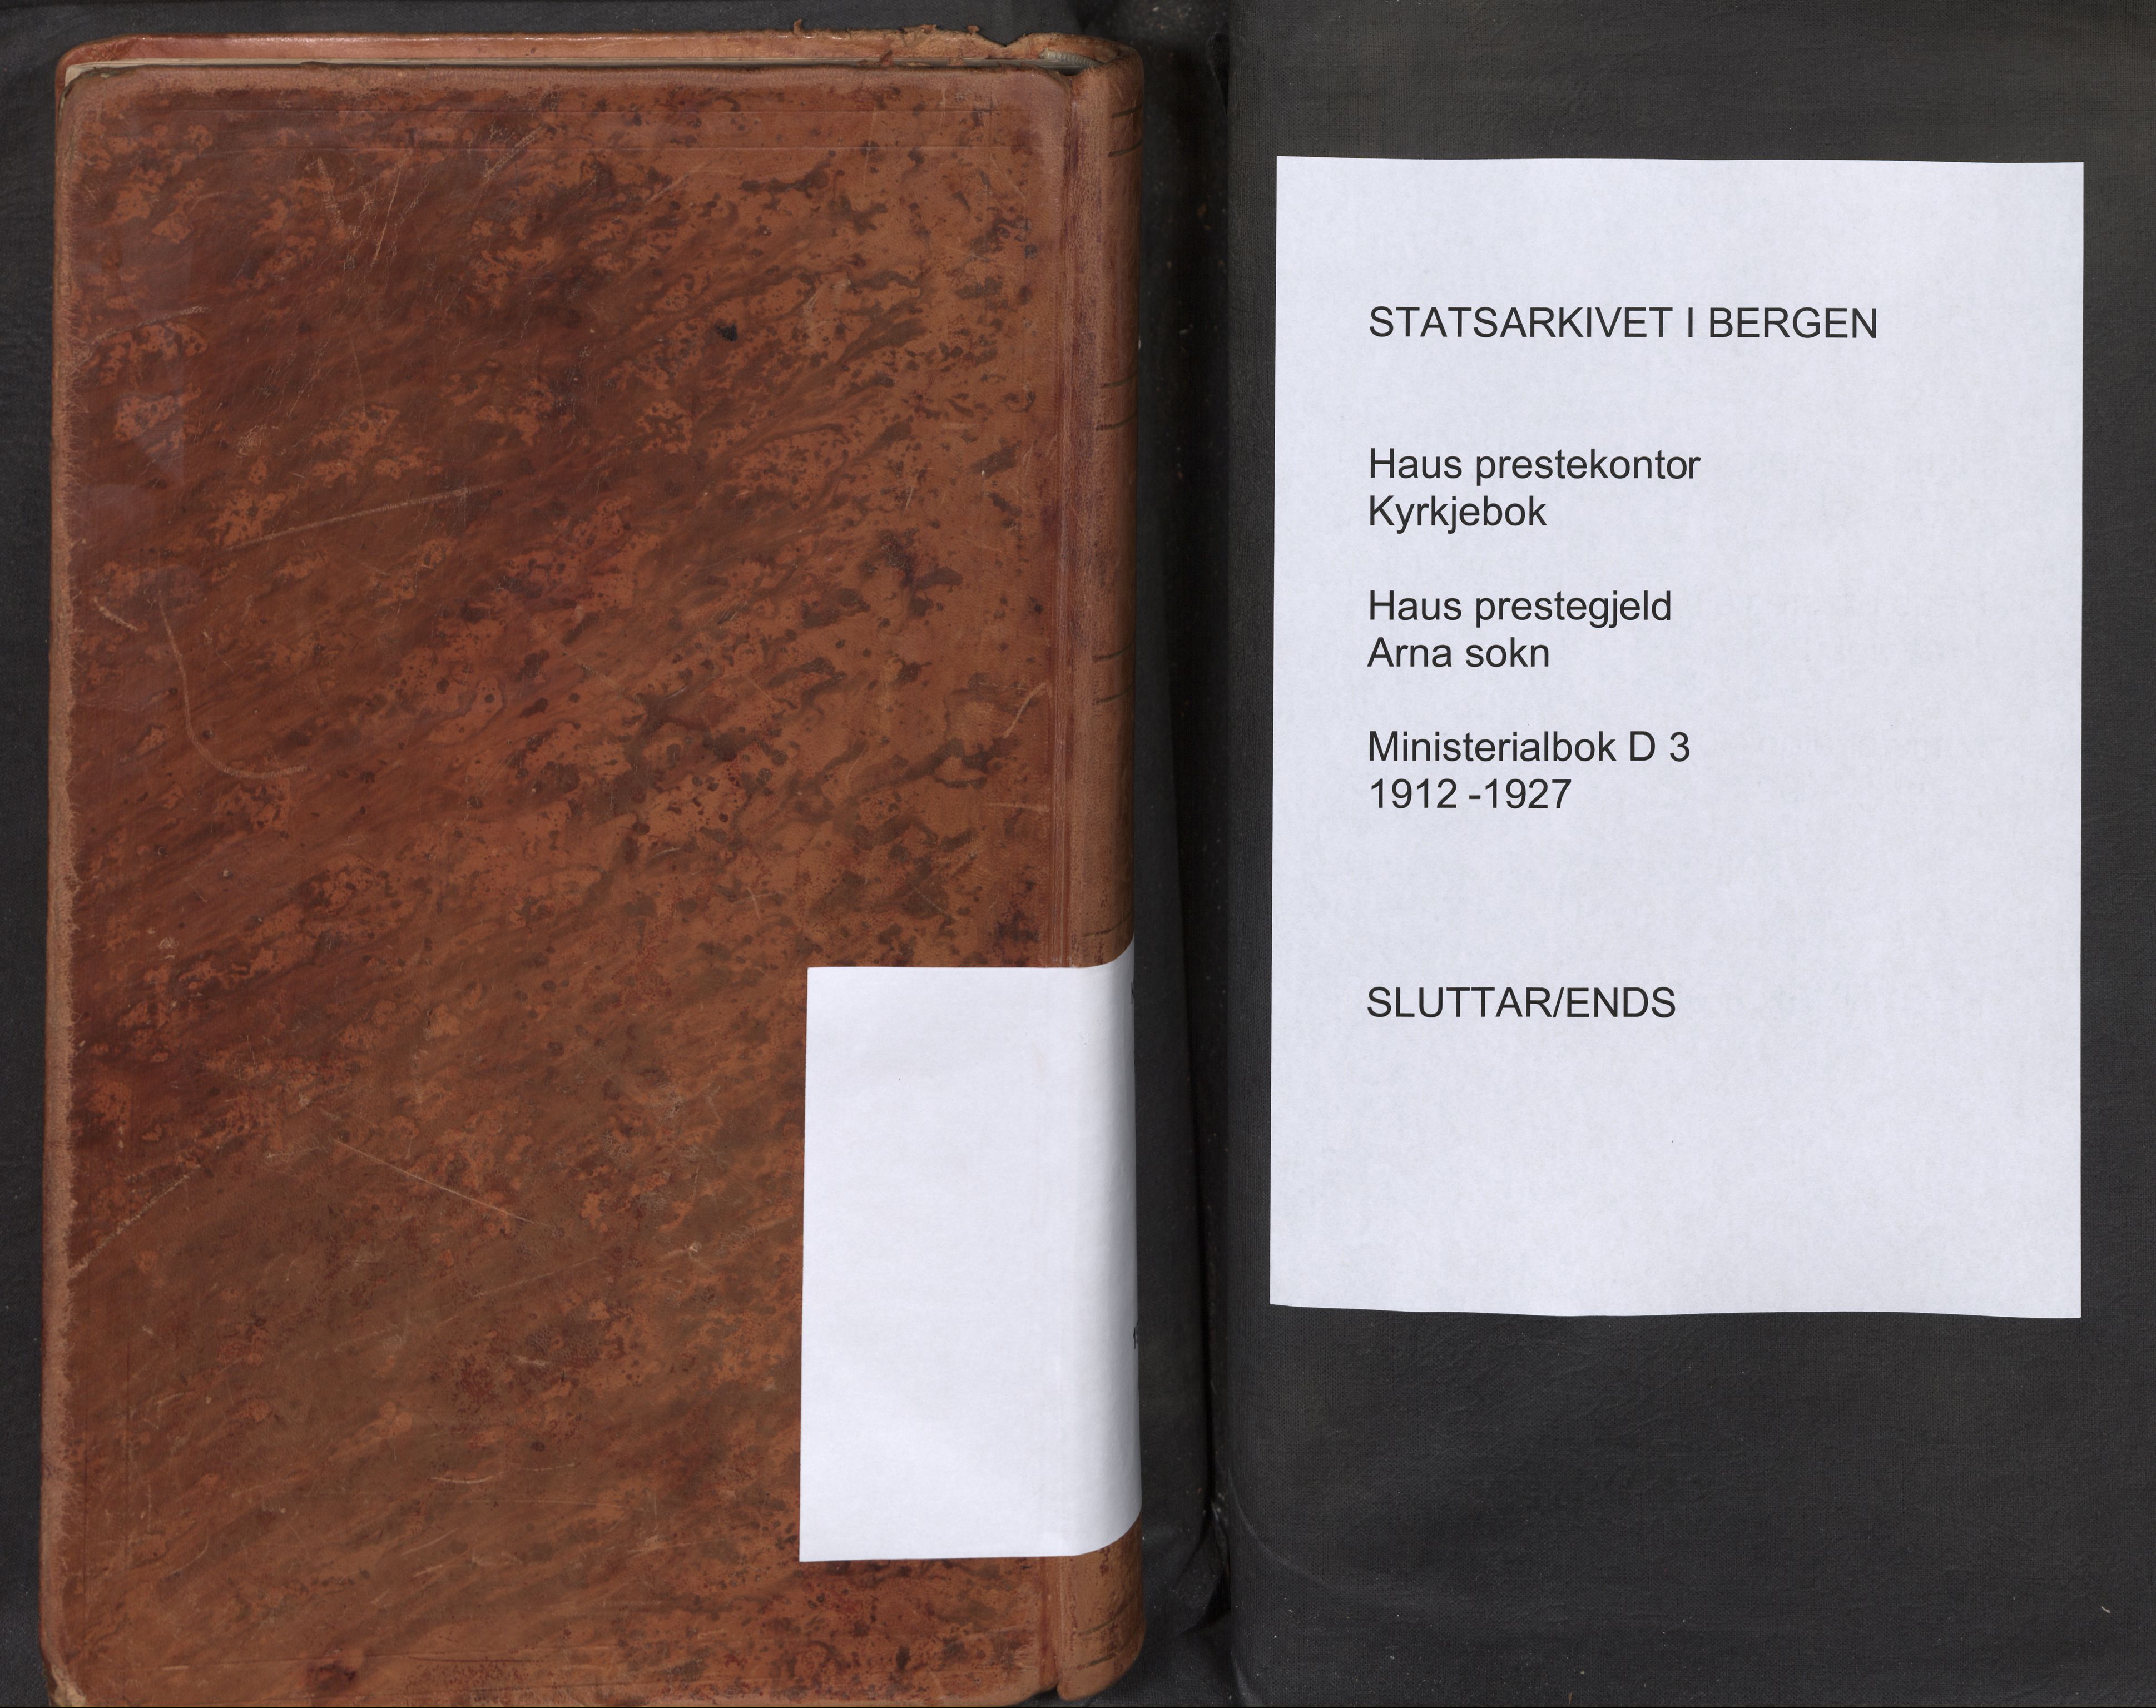 STATSARKIVET I BERGEN
Haus prestekontor
Kyrkjebok
Haus prestegjeld
Arna sokn
Ministerialbok D 3
1912 -1927
SLUTTAR/ENDS